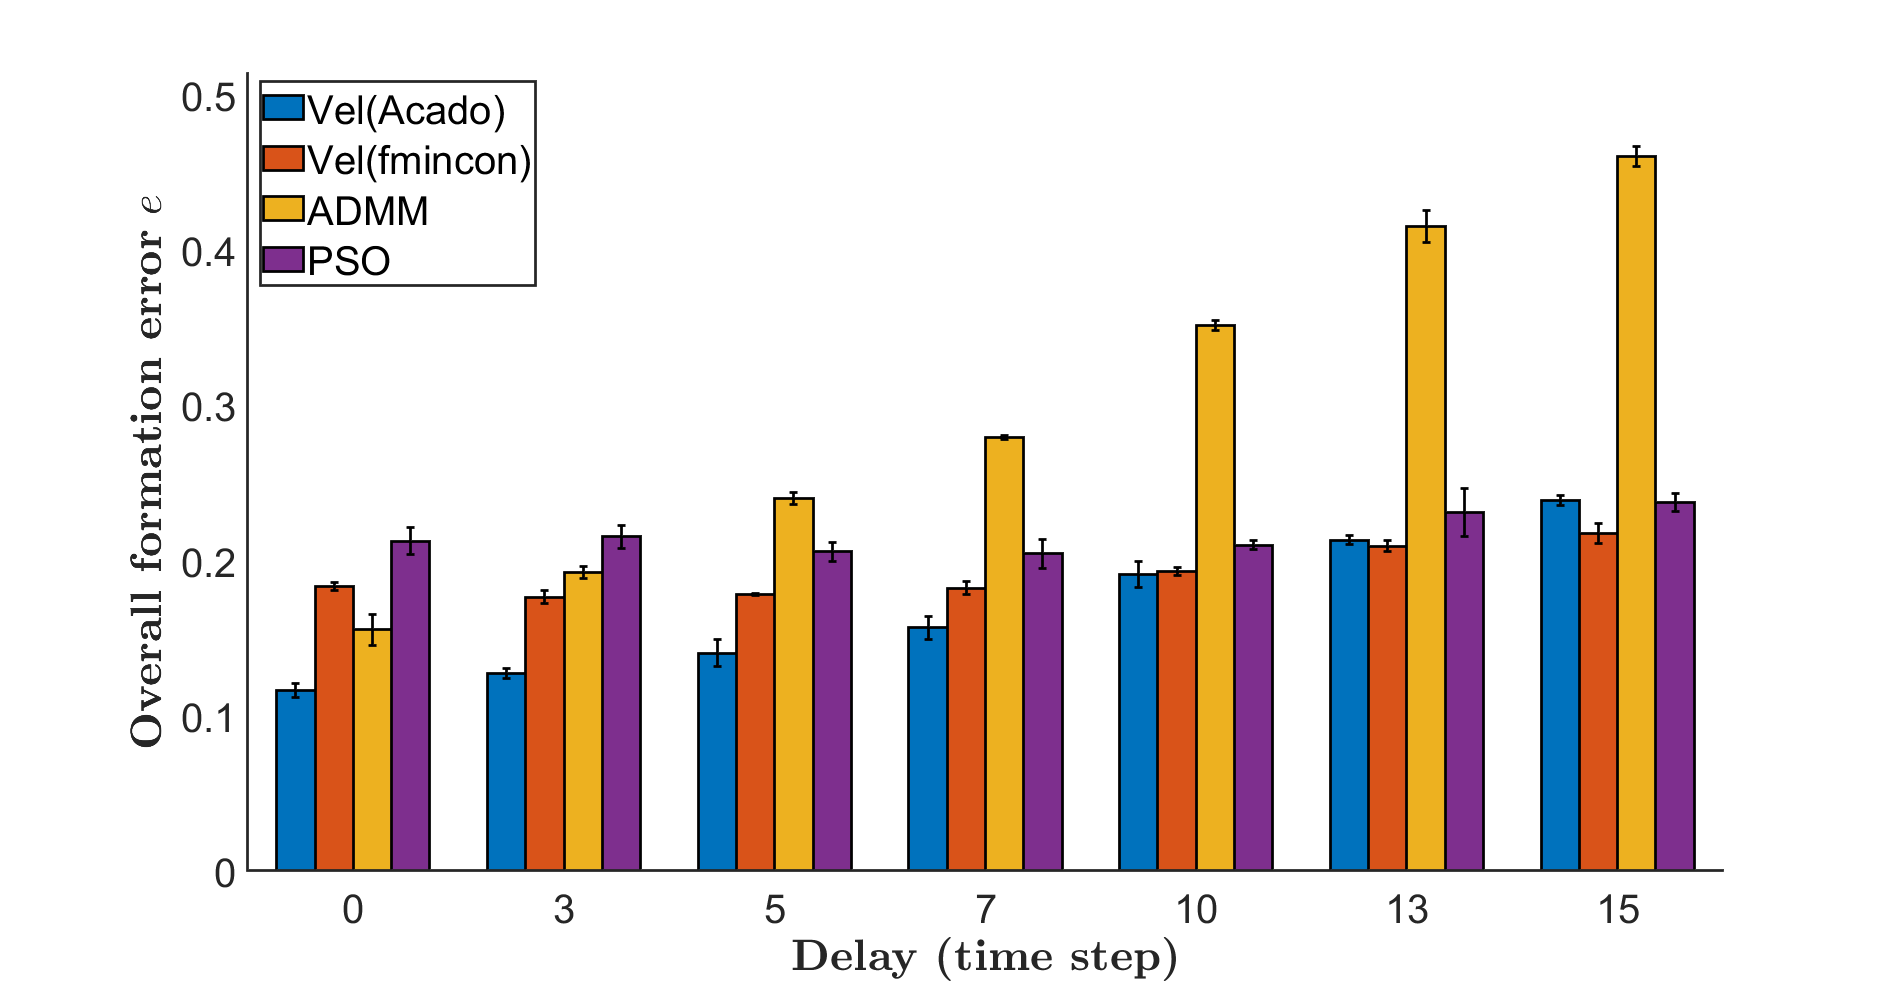 Overall formation error e
0.5
0.4
0.3
0.2
0.1
0
Vel(Acado)
Vel(fmincon)
ADMM
PSO
0 3 5 7 10 13 15
Delay (time step)